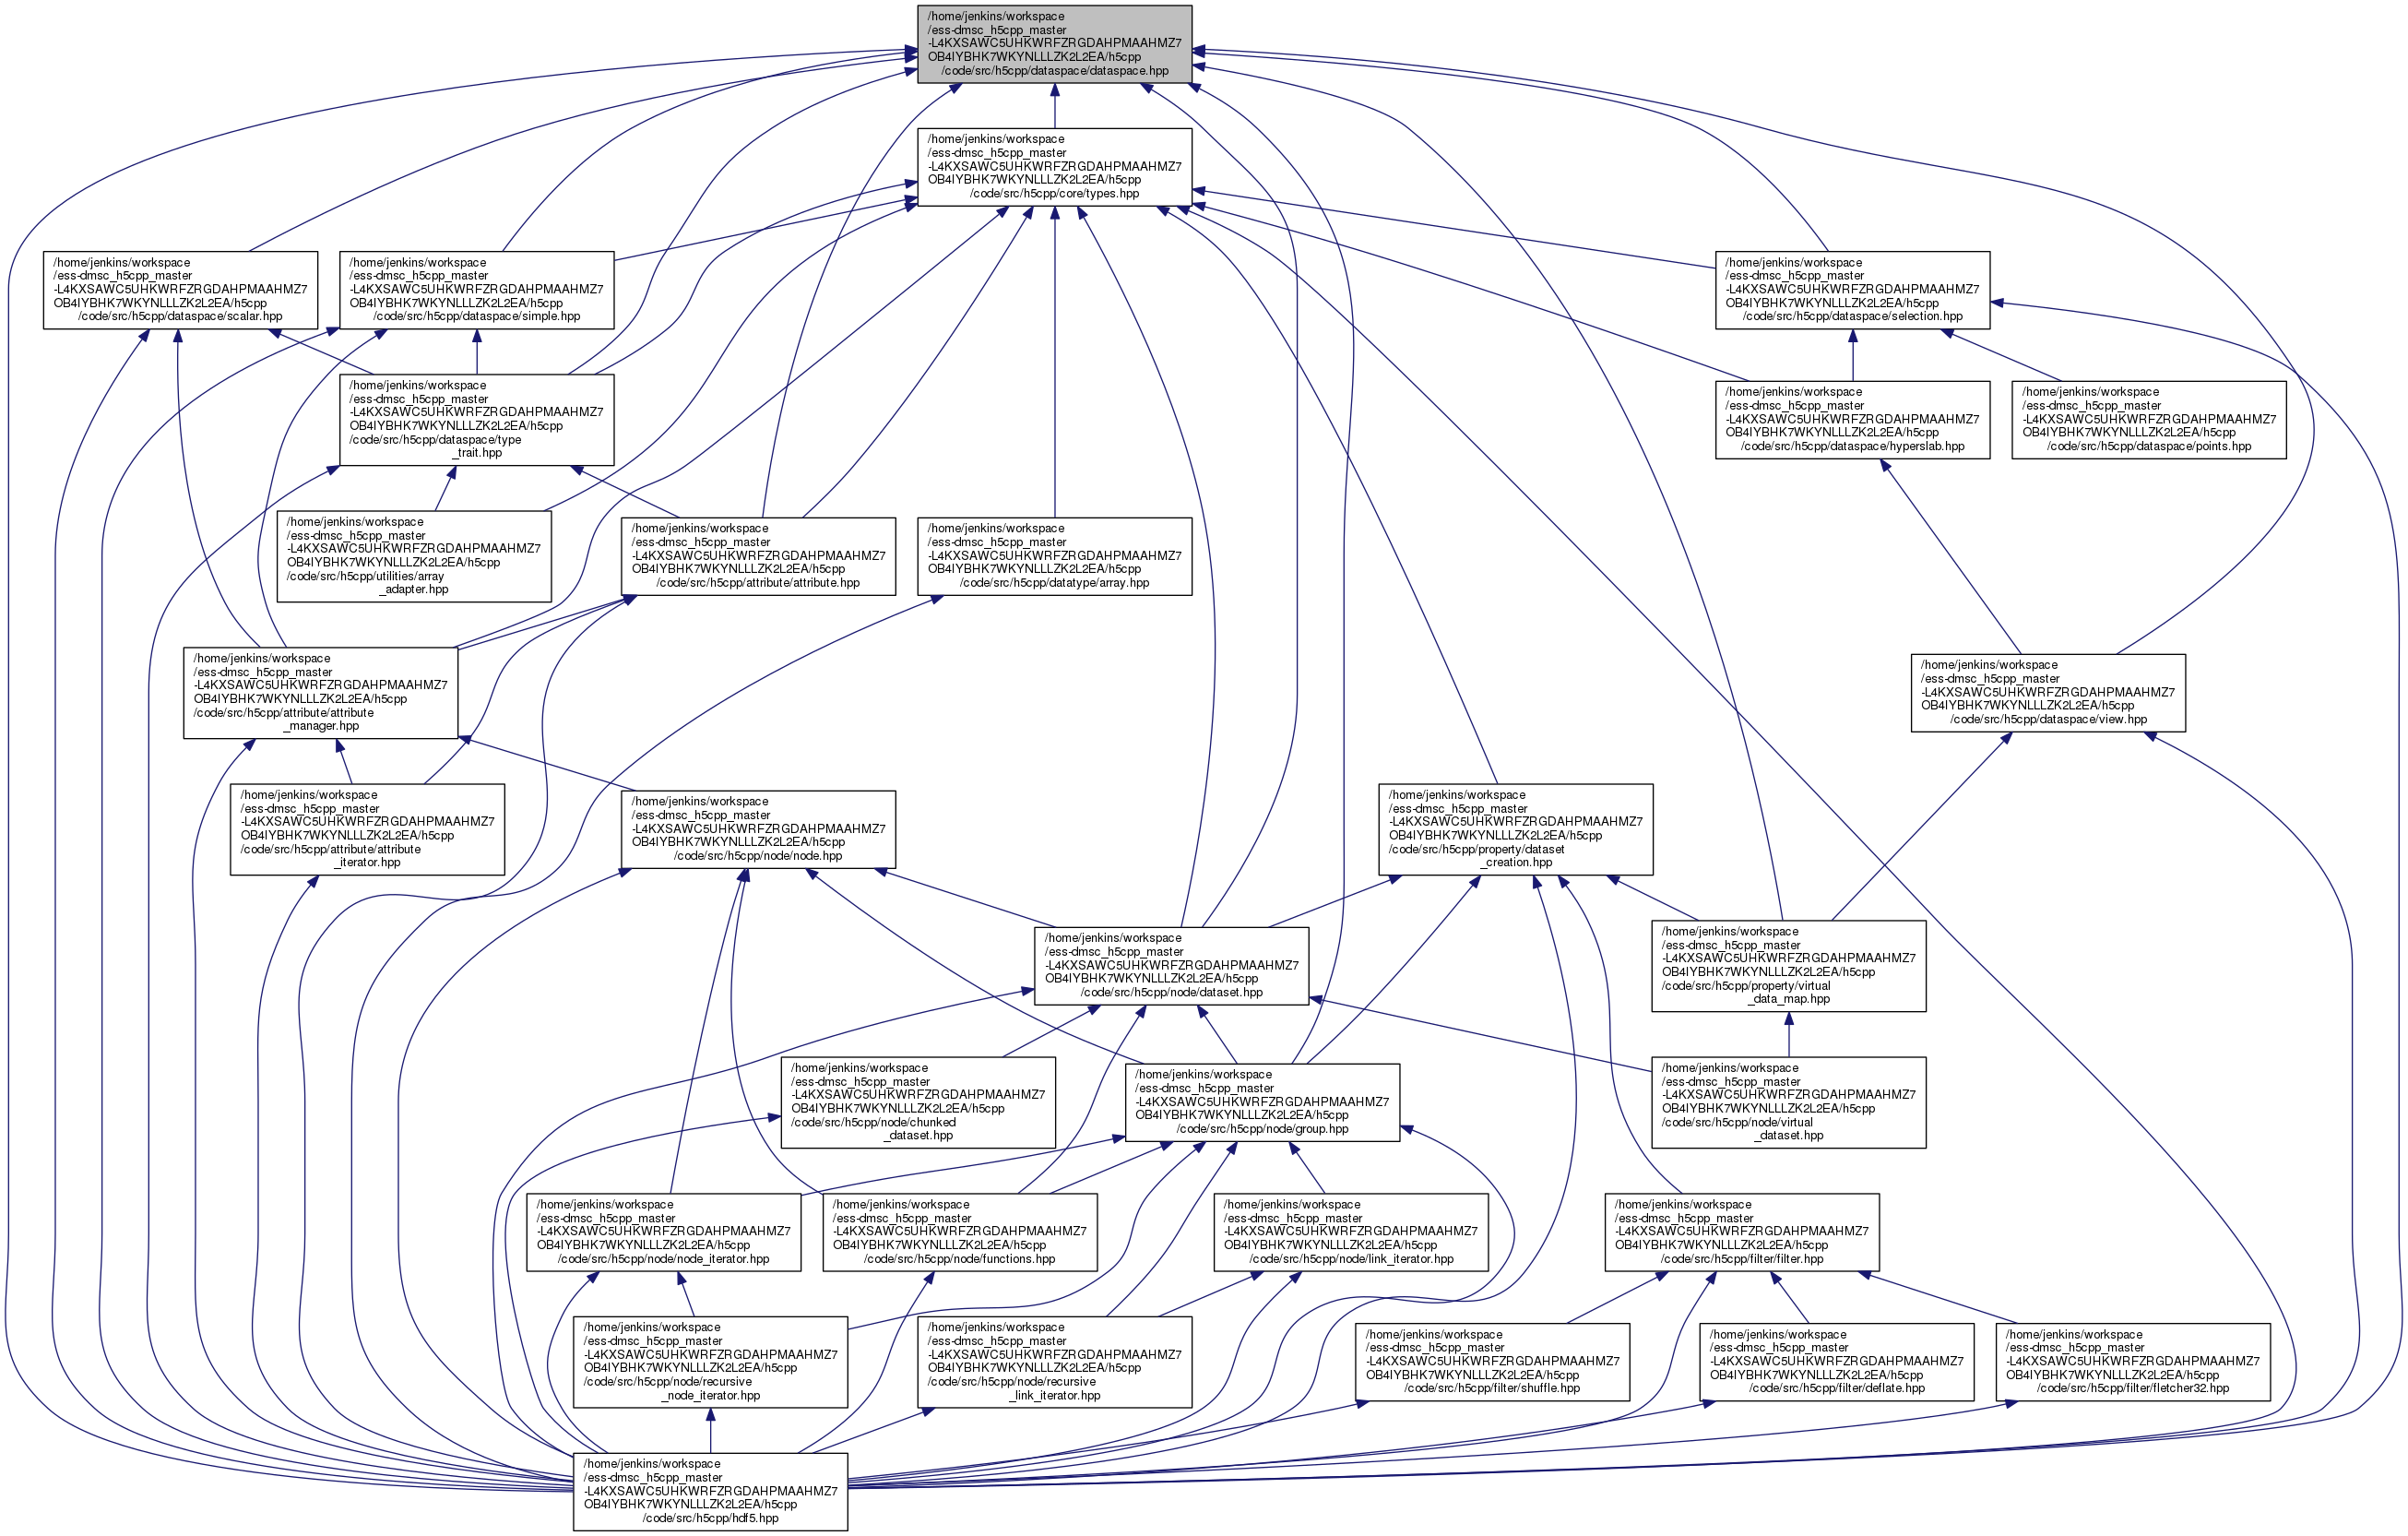 /home/jenkins/workspace
/ess-dmsc_h5cpp_master
-L4KXSAWC5UHKWRFZRGDAHPMAAHMZ7
OB4IYBHK7WKYNLLLZK2L2EA/h5cpp
/code/src/h5cpp/dataspace/dataspace.hpp
/home/jenkins/workspace
/ess-dmsc_h5cpp_master
-L4KXSAWC5UHKWRFZRGDAHPMAAHMZ7
OB4IYBHK7WKYNLLLZK2L2EA/h5cpp
/code/src/h5cpp/core/types.hpp
/home/jenkins/workspace
/ess-dmsc_h5cpp_master
-L4KXSAWC5UHKWRFZRGDAHPMAAHMZ7
OB4IYBHK7WKYNLLLZK2L2EA/h5cpp
/code/src/h5cpp/dataspace/scalar.hpp
/home/jenkins/workspace
/ess-dmsc_h5cpp_master
-L4KXSAWC5UHKWRFZRGDAHPMAAHMZ7
OB4IYBHK7WKYNLLLZK2L2EA/h5cpp
/code/src/h5cpp/dataspace/simple.hpp
/home/jenkins/workspace
/ess-dmsc_h5cpp_master
-L4KXSAWC5UHKWRFZRGDAHPMAAHMZ7
OB4IYBHK7WKYNLLLZK2L2EA/h5cpp
/code/src/h5cpp/dataspace/selection.hpp
/home/jenkins/workspace
/ess-dmsc_h5cpp_master
-L4KXSAWC5UHKWRFZRGDAHPMAAHMZ7
OB4IYBHK7WKYNLLLZK2L2EA/h5cpp
/code/src/h5cpp/dataspace/type
_trait.hpp
/home/jenkins/workspace
/ess-dmsc_h5cpp_master
-L4KXSAWC5UHKWRFZRGDAHPMAAHMZ7
OB4IYBHK7WKYNLLLZK2L2EA/h5cpp
/code/src/h5cpp/dataspace/hyperslab.hpp
/home/jenkins/workspace
/ess-dmsc_h5cpp_master
-L4KXSAWC5UHKWRFZRGDAHPMAAHMZ7
OB4IYBHK7WKYNLLLZK2L2EA/h5cpp
/code/src/h5cpp/dataspace/points.hpp
/home/jenkins/workspace
/ess-dmsc_h5cpp_master
-L4KXSAWC5UHKWRFZRGDAHPMAAHMZ7
OB4IYBHK7WKYNLLLZK2L2EA/h5cpp
/code/src/h5cpp/utilities/array
_adapter.hpp
/home/jenkins/workspace
/ess-dmsc_h5cpp_master
-L4KXSAWC5UHKWRFZRGDAHPMAAHMZ7
OB4IYBHK7WKYNLLLZK2L2EA/h5cpp
/code/src/h5cpp/attribute/attribute.hpp
/home/jenkins/workspace
/ess-dmsc_h5cpp_master
-L4KXSAWC5UHKWRFZRGDAHPMAAHMZ7
OB4IYBHK7WKYNLLLZK2L2EA/h5cpp
/code/src/h5cpp/datatype/array.hpp
/home/jenkins/workspace
/ess-dmsc_h5cpp_master
-L4KXSAWC5UHKWRFZRGDAHPMAAHMZ7
OB4IYBHK7WKYNLLLZK2L2EA/h5cpp
/code/src/h5cpp/attribute/attribute
_manager.hpp
/home/jenkins/workspace
/ess-dmsc_h5cpp_master
-L4KXSAWC5UHKWRFZRGDAHPMAAHMZ7
OB4IYBHK7WKYNLLLZK2L2EA/h5cpp
/code/src/h5cpp/dataspace/view.hpp
/home/jenkins/workspace
/ess-dmsc_h5cpp_master
-L4KXSAWC5UHKWRFZRGDAHPMAAHMZ7
OB4IYBHK7WKYNLLLZK2L2EA/h5cpp
/code/src/h5cpp/attribute/attribute
_iterator.hpp
/home/jenkins/workspace
/ess-dmsc_h5cpp_master
-L4KXSAWC5UHKWRFZRGDAHPMAAHMZ7
OB4IYBHK7WKYNLLLZK2L2EA/h5cpp
/code/src/h5cpp/node/node.hpp
/home/jenkins/workspace
/ess-dmsc_h5cpp_master
-L4KXSAWC5UHKWRFZRGDAHPMAAHMZ7
OB4IYBHK7WKYNLLLZK2L2EA/h5cpp
/code/src/h5cpp/property/dataset
_creation.hpp
/home/jenkins/workspace
/ess-dmsc_h5cpp_master
-L4KXSAWC5UHKWRFZRGDAHPMAAHMZ7
OB4IYBHK7WKYNLLLZK2L2EA/h5cpp
/code/src/h5cpp/node/dataset.hpp
/home/jenkins/workspace
/ess-dmsc_h5cpp_master
-L4KXSAWC5UHKWRFZRGDAHPMAAHMZ7
OB4IYBHK7WKYNLLLZK2L2EA/h5cpp
/code/src/h5cpp/property/virtual
_data_map.hpp
/home/jenkins/workspace
/ess-dmsc_h5cpp_master
-L4KXSAWC5UHKWRFZRGDAHPMAAHMZ7
OB4IYBHK7WKYNLLLZK2L2EA/h5cpp
/code/src/h5cpp/node/chunked
_dataset.hpp
/home/jenkins/workspace
/ess-dmsc_h5cpp_master
-L4KXSAWC5UHKWRFZRGDAHPMAAHMZ7
OB4IYBHK7WKYNLLLZK2L2EA/h5cpp
/code/src/h5cpp/node/group.hpp
/home/jenkins/workspace
/ess-dmsc_h5cpp_master
-L4KXSAWC5UHKWRFZRGDAHPMAAHMZ7
OB4IYBHK7WKYNLLLZK2L2EA/h5cpp
/code/src/h5cpp/node/virtual
_dataset.hpp
/home/jenkins/workspace
/ess-dmsc_h5cpp_master
-L4KXSAWC5UHKWRFZRGDAHPMAAHMZ7
OB4IYBHK7WKYNLLLZK2L2EA/h5cpp
/code/src/h5cpp/node/node_iterator.hpp
/home/jenkins/workspace
/ess-dmsc_h5cpp_master
-L4KXSAWC5UHKWRFZRGDAHPMAAHMZ7
OB4IYBHK7WKYNLLLZK2L2EA/h5cpp
/code/src/h5cpp/node/functions.hpp
/home/jenkins/workspace
/ess-dmsc_h5cpp_master
-L4KXSAWC5UHKWRFZRGDAHPMAAHMZ7
OB4IYBHK7WKYNLLLZK2L2EA/h5cpp
/code/src/h5cpp/node/link_iterator.hpp
/home/jenkins/workspace
/ess-dmsc_h5cpp_master
-L4KXSAWC5UHKWRFZRGDAHPMAAHMZ7
OB4IYBHK7WKYNLLLZK2L2EA/h5cpp
/code/src/h5cpp/filter/filter.hpp
/home/jenkins/workspace
/ess-dmsc_h5cpp_master
-L4KXSAWC5UHKWRFZRGDAHPMAAHMZ7
OB4IYBHK7WKYNLLLZK2L2EA/h5cpp
/code/src/h5cpp/node/recursive
_node_iterator.hpp
/home/jenkins/workspace
/ess-dmsc_h5cpp_master
-L4KXSAWC5UHKWRFZRGDAHPMAAHMZ7
OB4IYBHK7WKYNLLLZK2L2EA/h5cpp
/code/src/h5cpp/node/recursive
_link_iterator.hpp
/home/jenkins/workspace
/ess-dmsc_h5cpp_master
-L4KXSAWC5UHKWRFZRGDAHPMAAHMZ7
OB4IYBHK7WKYNLLLZK2L2EA/h5cpp
/code/src/h5cpp/filter/shuffle.hpp
/home/jenkins/workspace
/ess-dmsc_h5cpp_master
-L4KXSAWC5UHKWRFZRGDAHPMAAHMZ7
OB4IYBHK7WKYNLLLZK2L2EA/h5cpp
/code/src/h5cpp/filter/deflate.hpp
/home/jenkins/workspace
/ess-dmsc_h5cpp_master
-L4KXSAWC5UHKWRFZRGDAHPMAAHMZ7
OB4IYBHK7WKYNLLLZK2L2EA/h5cpp
/code/src/h5cpp/filter/fletcher32.hpp
/home/jenkins/workspace
/ess-dmsc_h5cpp_master
-L4KXSAWC5UHKWRFZRGDAHPMAAHMZ7
OB4IYBHK7WKYNLLLZK2L2EA/h5cpp
/code/src/h5cpp/hdf5.hpp